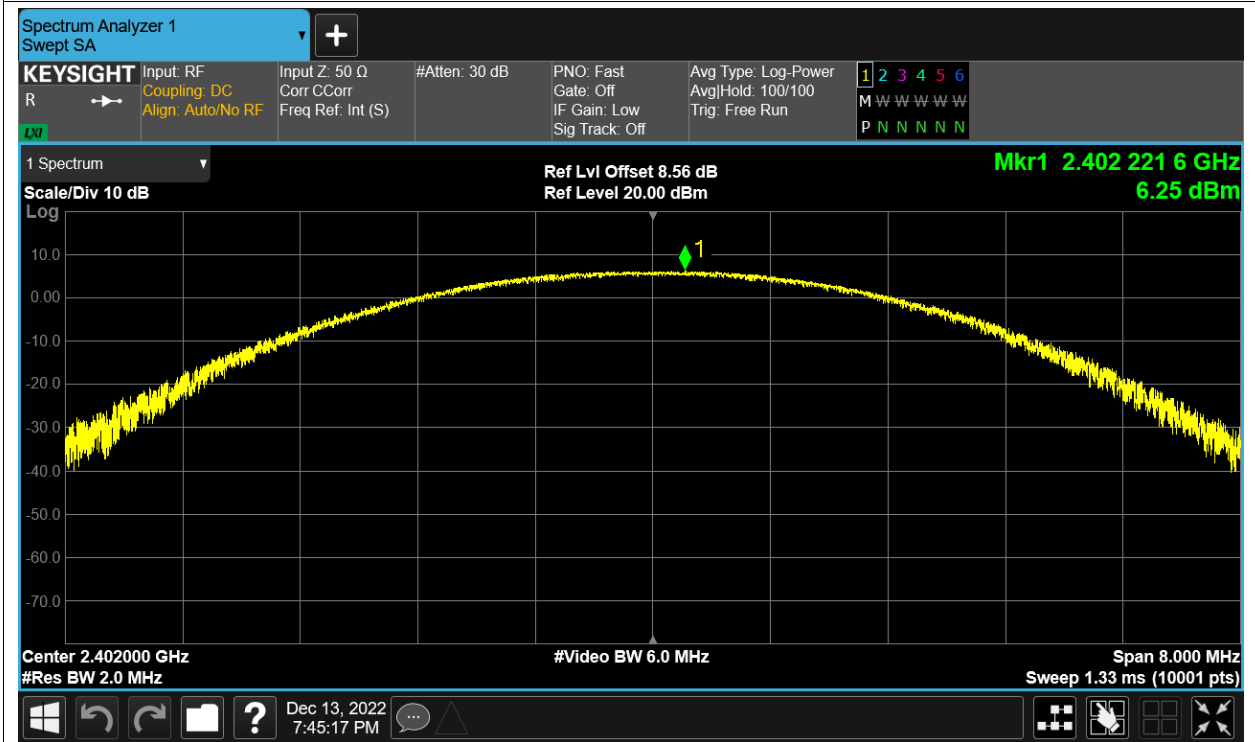 Spectrum Analyzer 1
Swept SA
+
KEYSIGHT
R
LXI
Input: RF
Coupling: DC
Align: Auto/No RF
Input Z: 50 Ω
Corr CCorr
Freq Ref: Int (S)
#Atten: 30 dB
PNO: Fast
Gate: Off
IF Gain: Low
Sig Track: Off
Avg Type: Log-Power
Avg|Hold: 100/100
Trig: Free Run
1 2 3 4 5 6
M W W W W W
P N N N N N
1 Spectrum
Scale/Div 10 dB
Log
Ref Lvl Offset 8.56 dB
Ref Level 20.00 dBm
Mkr1 2.402 221 6 GHz
6.25 dBm
1
10.0
0.00
-10.0
-20.0
-30.0
-40.0
-50.0
-60.0
-70.0
Center 2.402000 GHz
#Res BW 2.0 MHz
#Video BW 6.0 MHz
Span 8.000 MHz
Sweep 1.33 ms (10001 pts)
?
Dec 13, 2022
7:45:17 PM